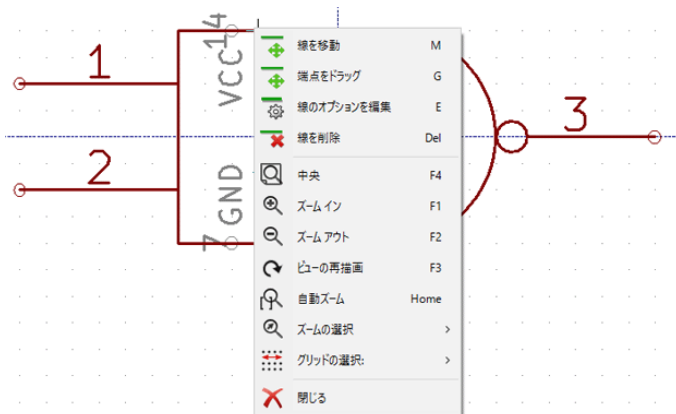 14
VCC
1
2
3
GND
7
線を移動 M
端点をドラッグ G
線のオプションを編集 E
線を削除 Del
中央 F4
ズーム イン F1
ズーム アウト F2
ビューの再描画 F3
自動ズーム Home
ズームの選択 >
グリッドの選択: >
閉じる